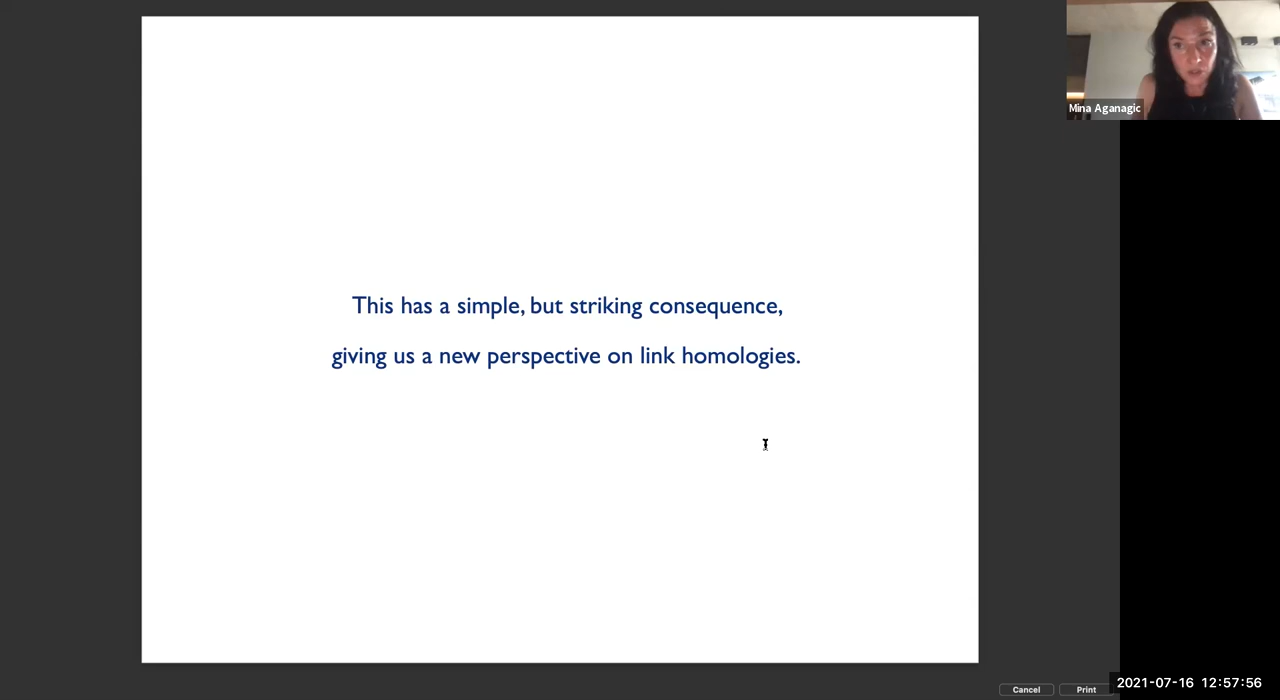 Mina Aganagic
This has a simple, but striking consequence,
giving us a new perspective on link homologies.
Cancel
Print
2021-07-16 12:57:56